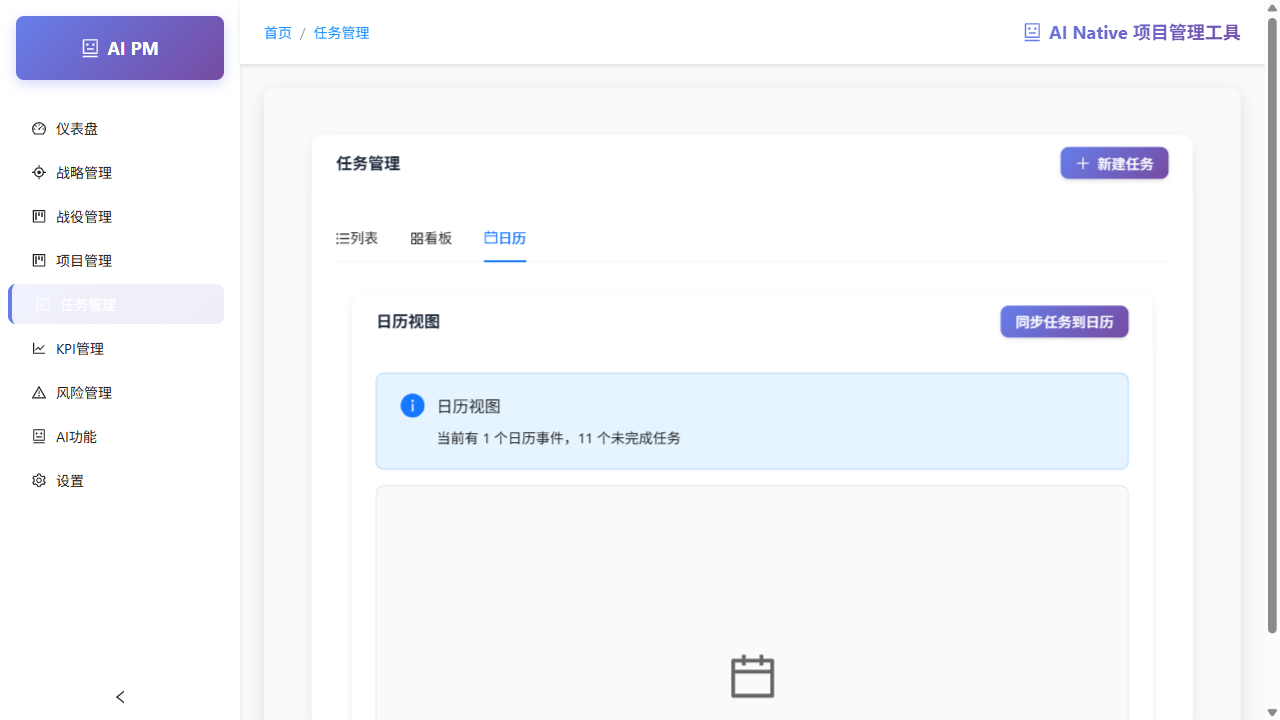 AI PM
首页 / 任务管理
AI Native 项目管理工具
仪表盘
战略管理
战役管理
项目管理
任务管理
KPI管理
风险管理
AI功能
设置
任务管理
新建任务
列表
看板
日历
日历视图
同步任务到日历
日历视图
当前有 1 个日历事件，11 个未完成任务